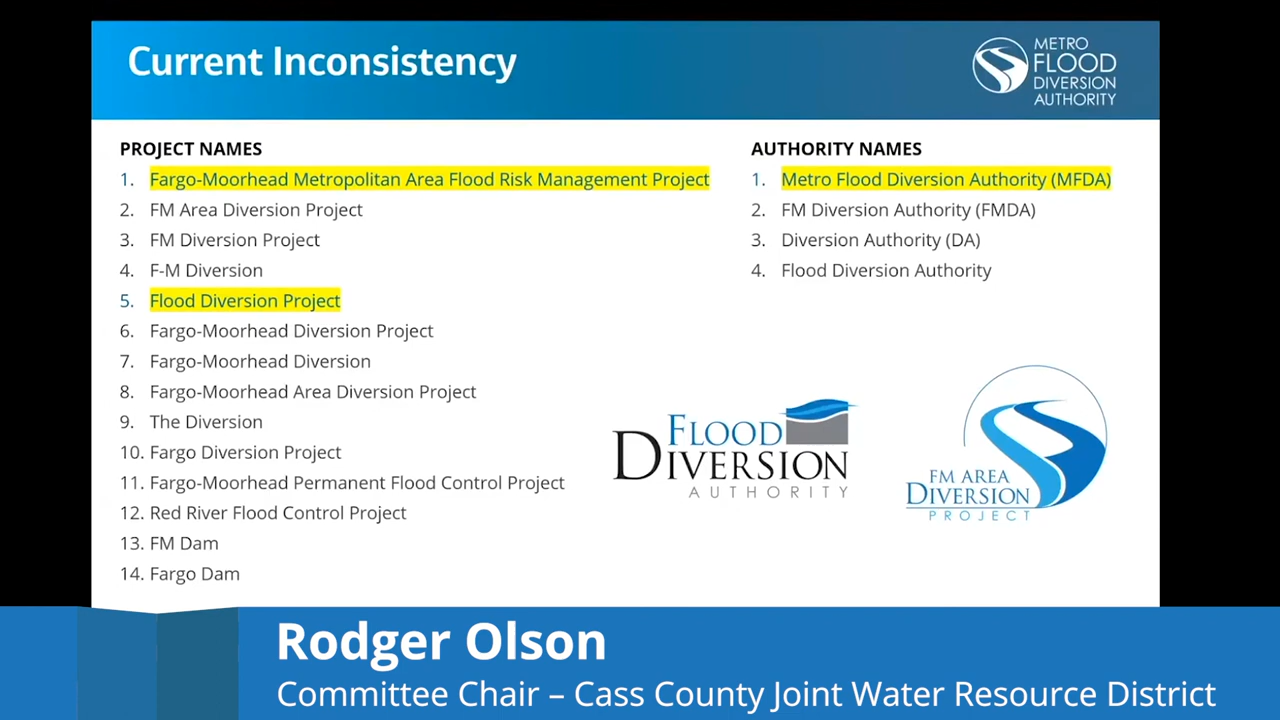 Current Inconsistency
METRO
FLOOD
DIVERSION
AUTHORITY
PROJECT NAMES
1. Fargo-Moorhead Metropolitan Area Flood Risk Management Project
2. FM Area Diversion Project
3. FM Diversion Project
4. F-M Diversion
5. Flood Diversion Project
6. Fargo-Moorhead Diversion Project
7. Fargo-Moorhead Diversion
8. Fargo-Moorhead Area Diversion Project
9. The Diversion
10. Fargo Diversion Project
11. Fargo-Moorhead Permanent Flood Control Project
12. Red River Flood Control Project
13. FM Dam
14. Fargo Dam
AUTHORITY NAMES
1. Metro Flood Diversion Authority (MFDA)
2. FM Diversion Authority (FMDA)
3. Diversion Authority (DA)
4. Flood Diversion Authority
FLOOD
DIVERSION
AUTHORITY
FM AREA
DIVERSION
PROJECT
Rodger Olson
Committee Chair – Cass County Joint Water Resource District